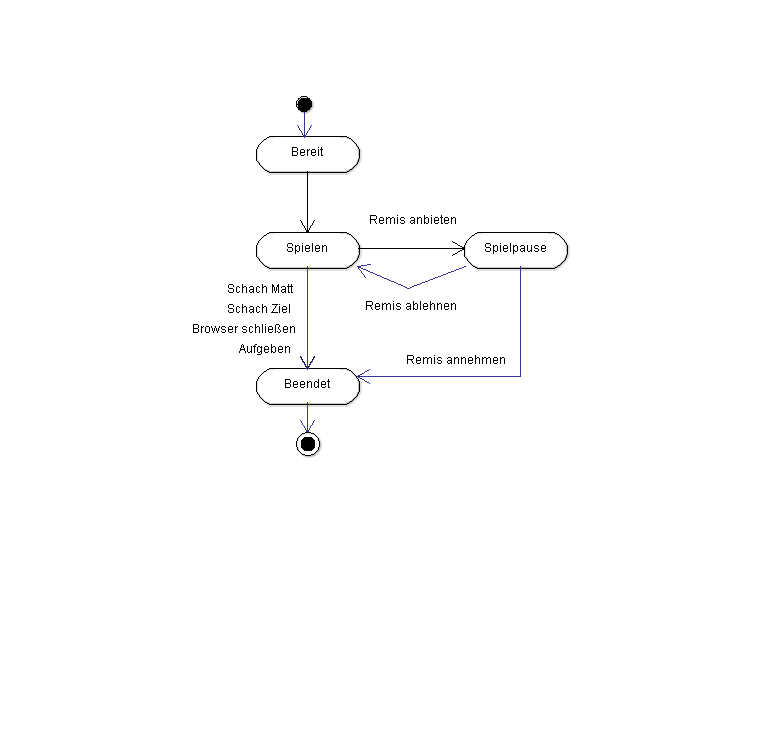 Bereit
Remis anbieten
Spielen
Spielpause
Schach Matt
Schach Ziel
Remis ablehnen
Browser schließen
Aufgeben
Remis annehmen
Beendet